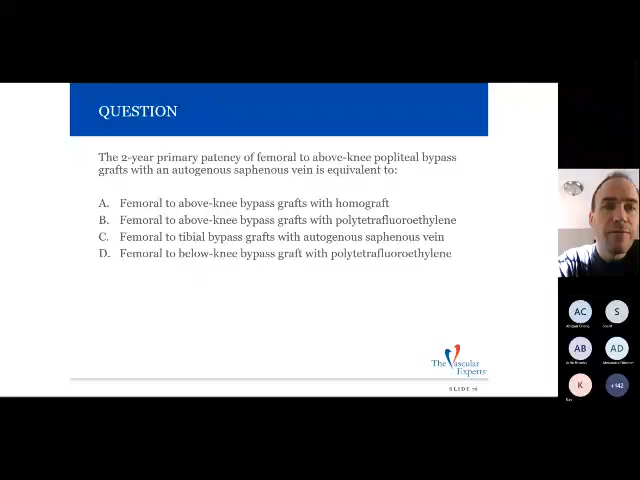 QUESTION
The 2-year primary patency of femoral to above-knee popliteal bypass
grafts with an autogenous saphenous vein is equivalent to:
A. Femoral to above-knee bypass grafts with homograft
B. Femoral to above-knee bypass grafts with polytetrafluoroethylene
C. Femoral to tibial bypass grafts with autogenous saphenous vein
D. Femoral to below-knee bypass graft with polytetrafluoroethylene
The Vascular
Experts
SLIDE
AC
S
AB
AD
K
+142